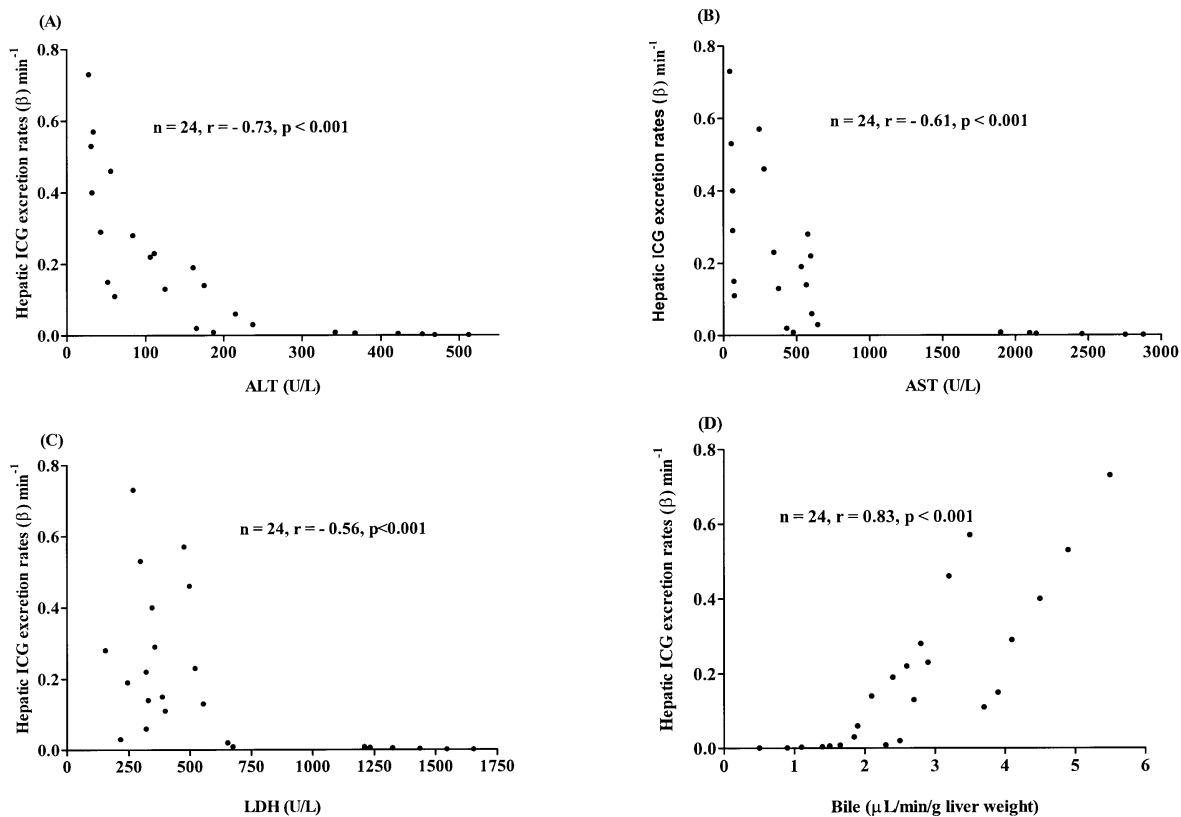 (A)
Hepatic ICG excretion rates (β) min⁻¹
0.8
0.6
0.4
0.2
0.0
n = 24, r = - 0.73, p < 0.001
0 100 200 300 400 500
ALT (U/L)
(B)
Hepatic ICG excretion rates (β) min⁻¹
0.8
0.6
0.4
0.2
0.0
n = 24, r = - 0.61, p < 0.001
0 500 1000 1500 2000 2500 3000
AST (U/L)
(C)
Hepatic ICG excretion rates (β) min⁻¹
0.8
0.6
0.4
0.2
0.0
n = 24, r = - 0.56, p<0.001
0 250 500 750 1000 1250 1500 1750
LDH (U/L)
(D)
Hepatic ICG excretion rates (β) min⁻¹
0.8
0.6
0.4
0.2
0.0
n = 24, r = 0.83, p < 0.001
0 1 2 3 4 5 6
Bile (μL/min/g liver weight)